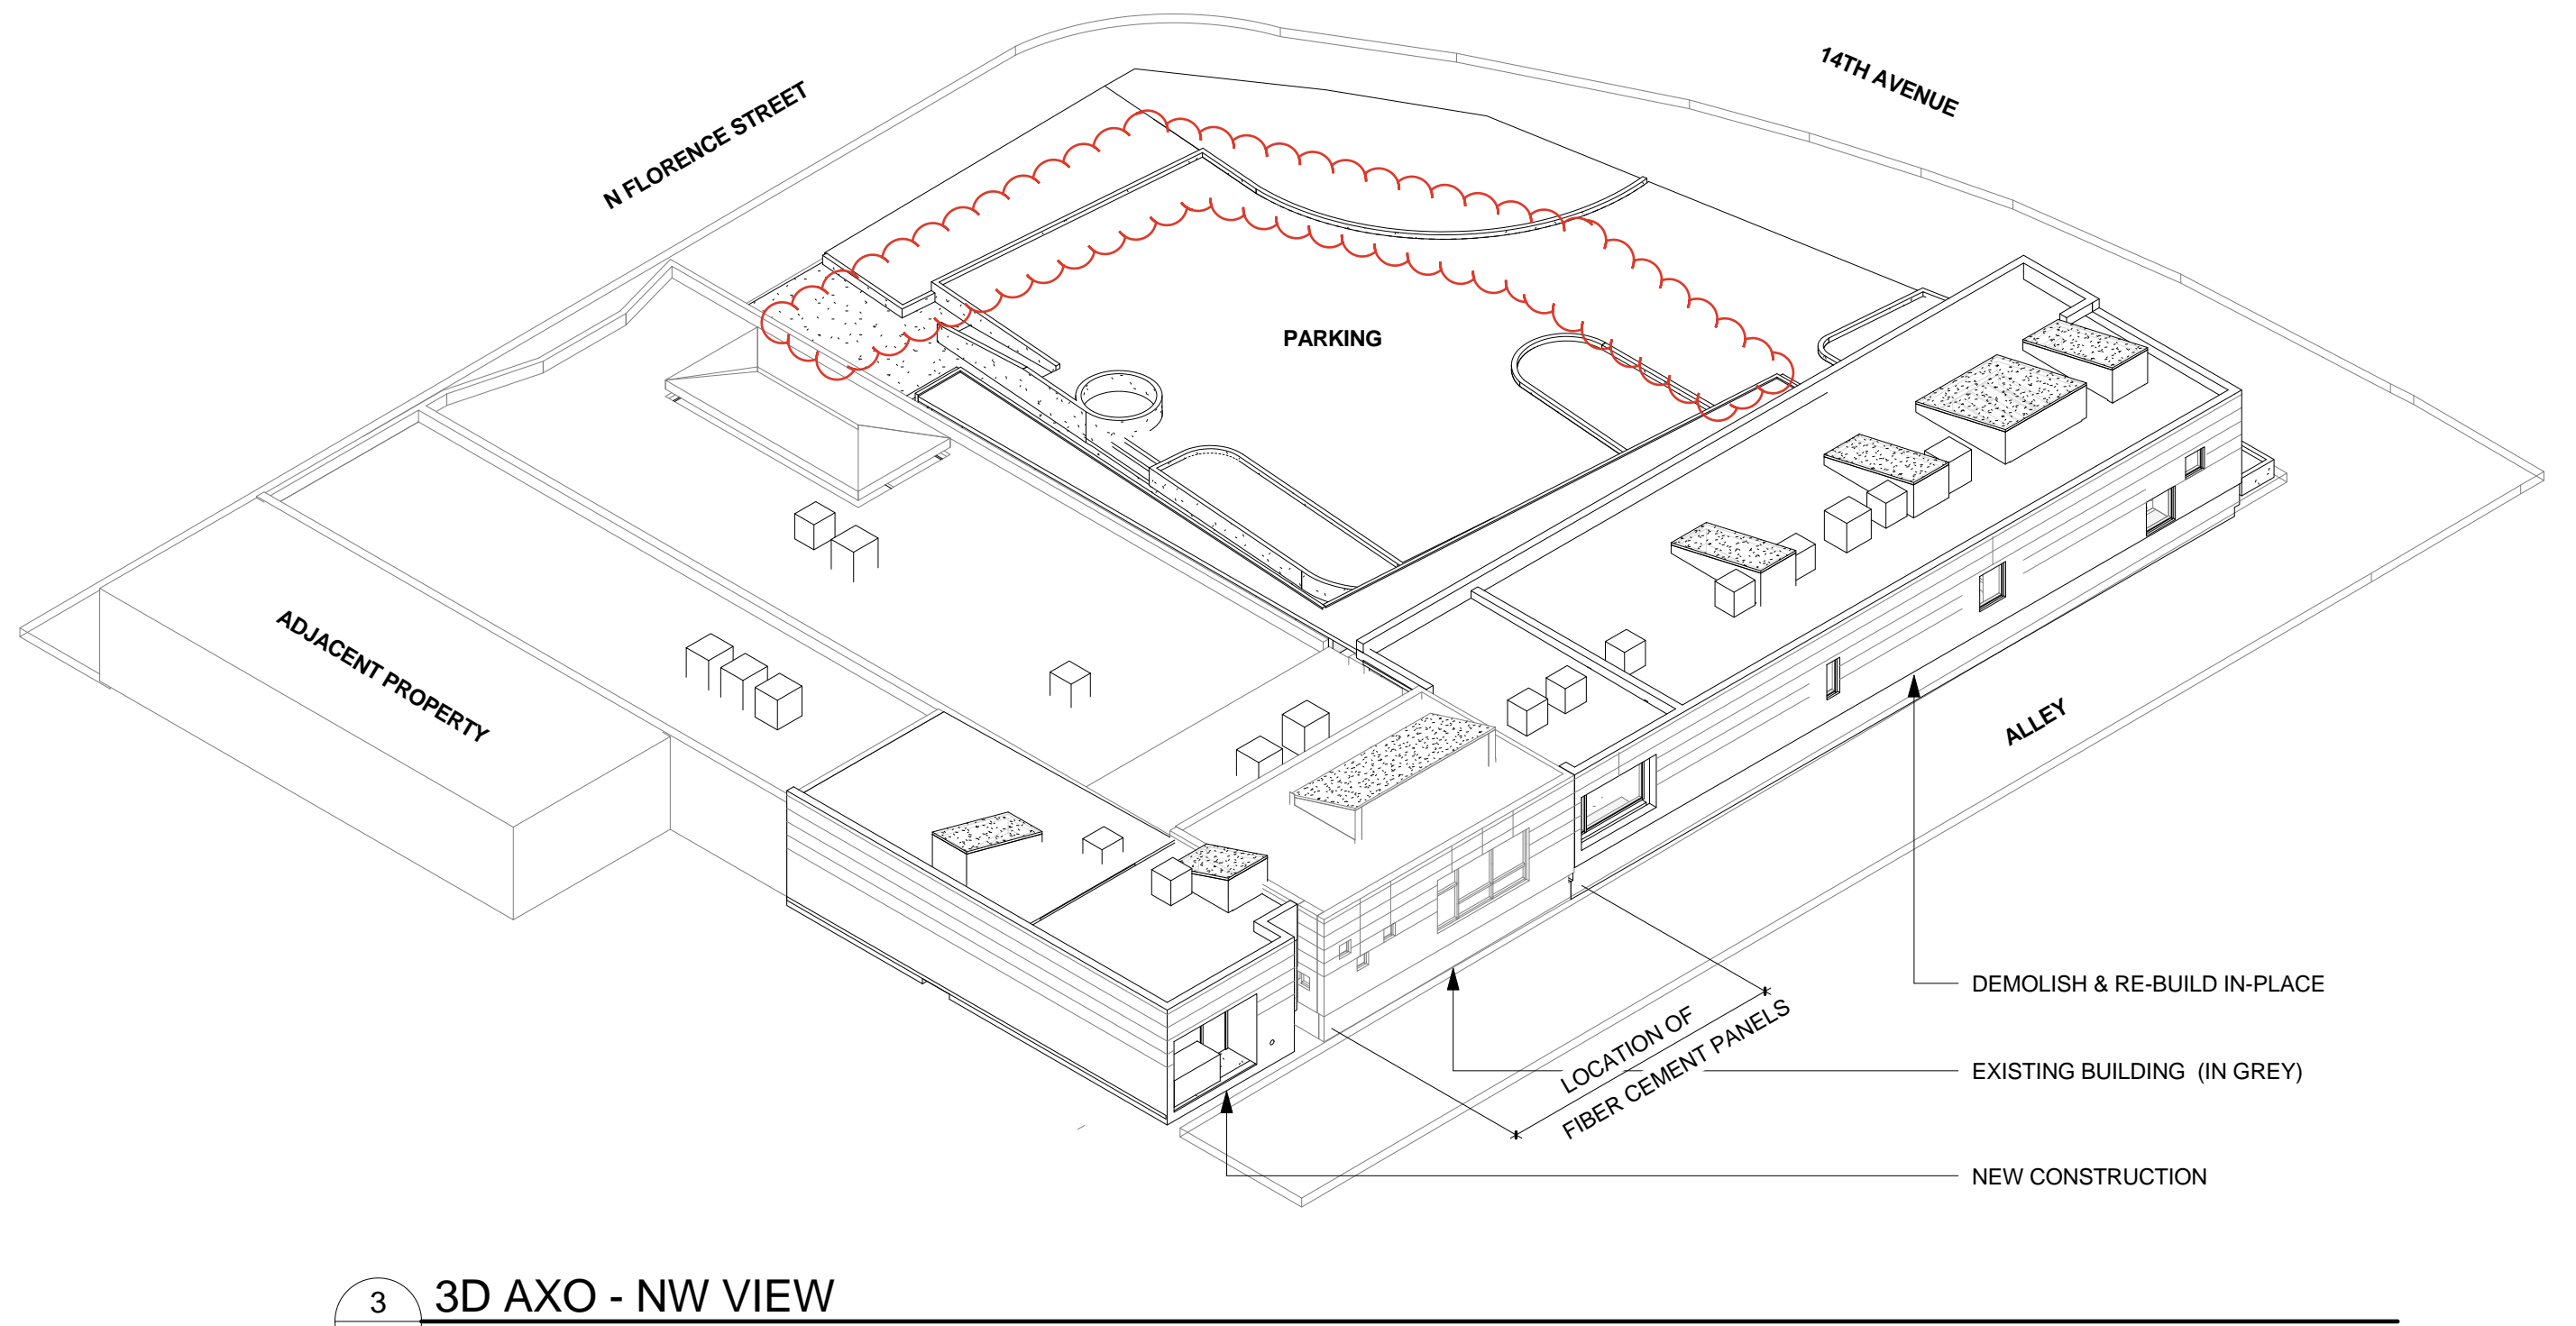 14TH AVENUE
N FLORENCE STREET
PARKING
ADJACENT PROPERTY
ALLEY
DEMOLISH & RE-BUILD IN-PLACE
LOCATION OF
FIBER CEMENT PANELS
EXISTING BUILDING (IN GREY)
NEW CONSTRUCTION
3 3D AXO - NW VIEW